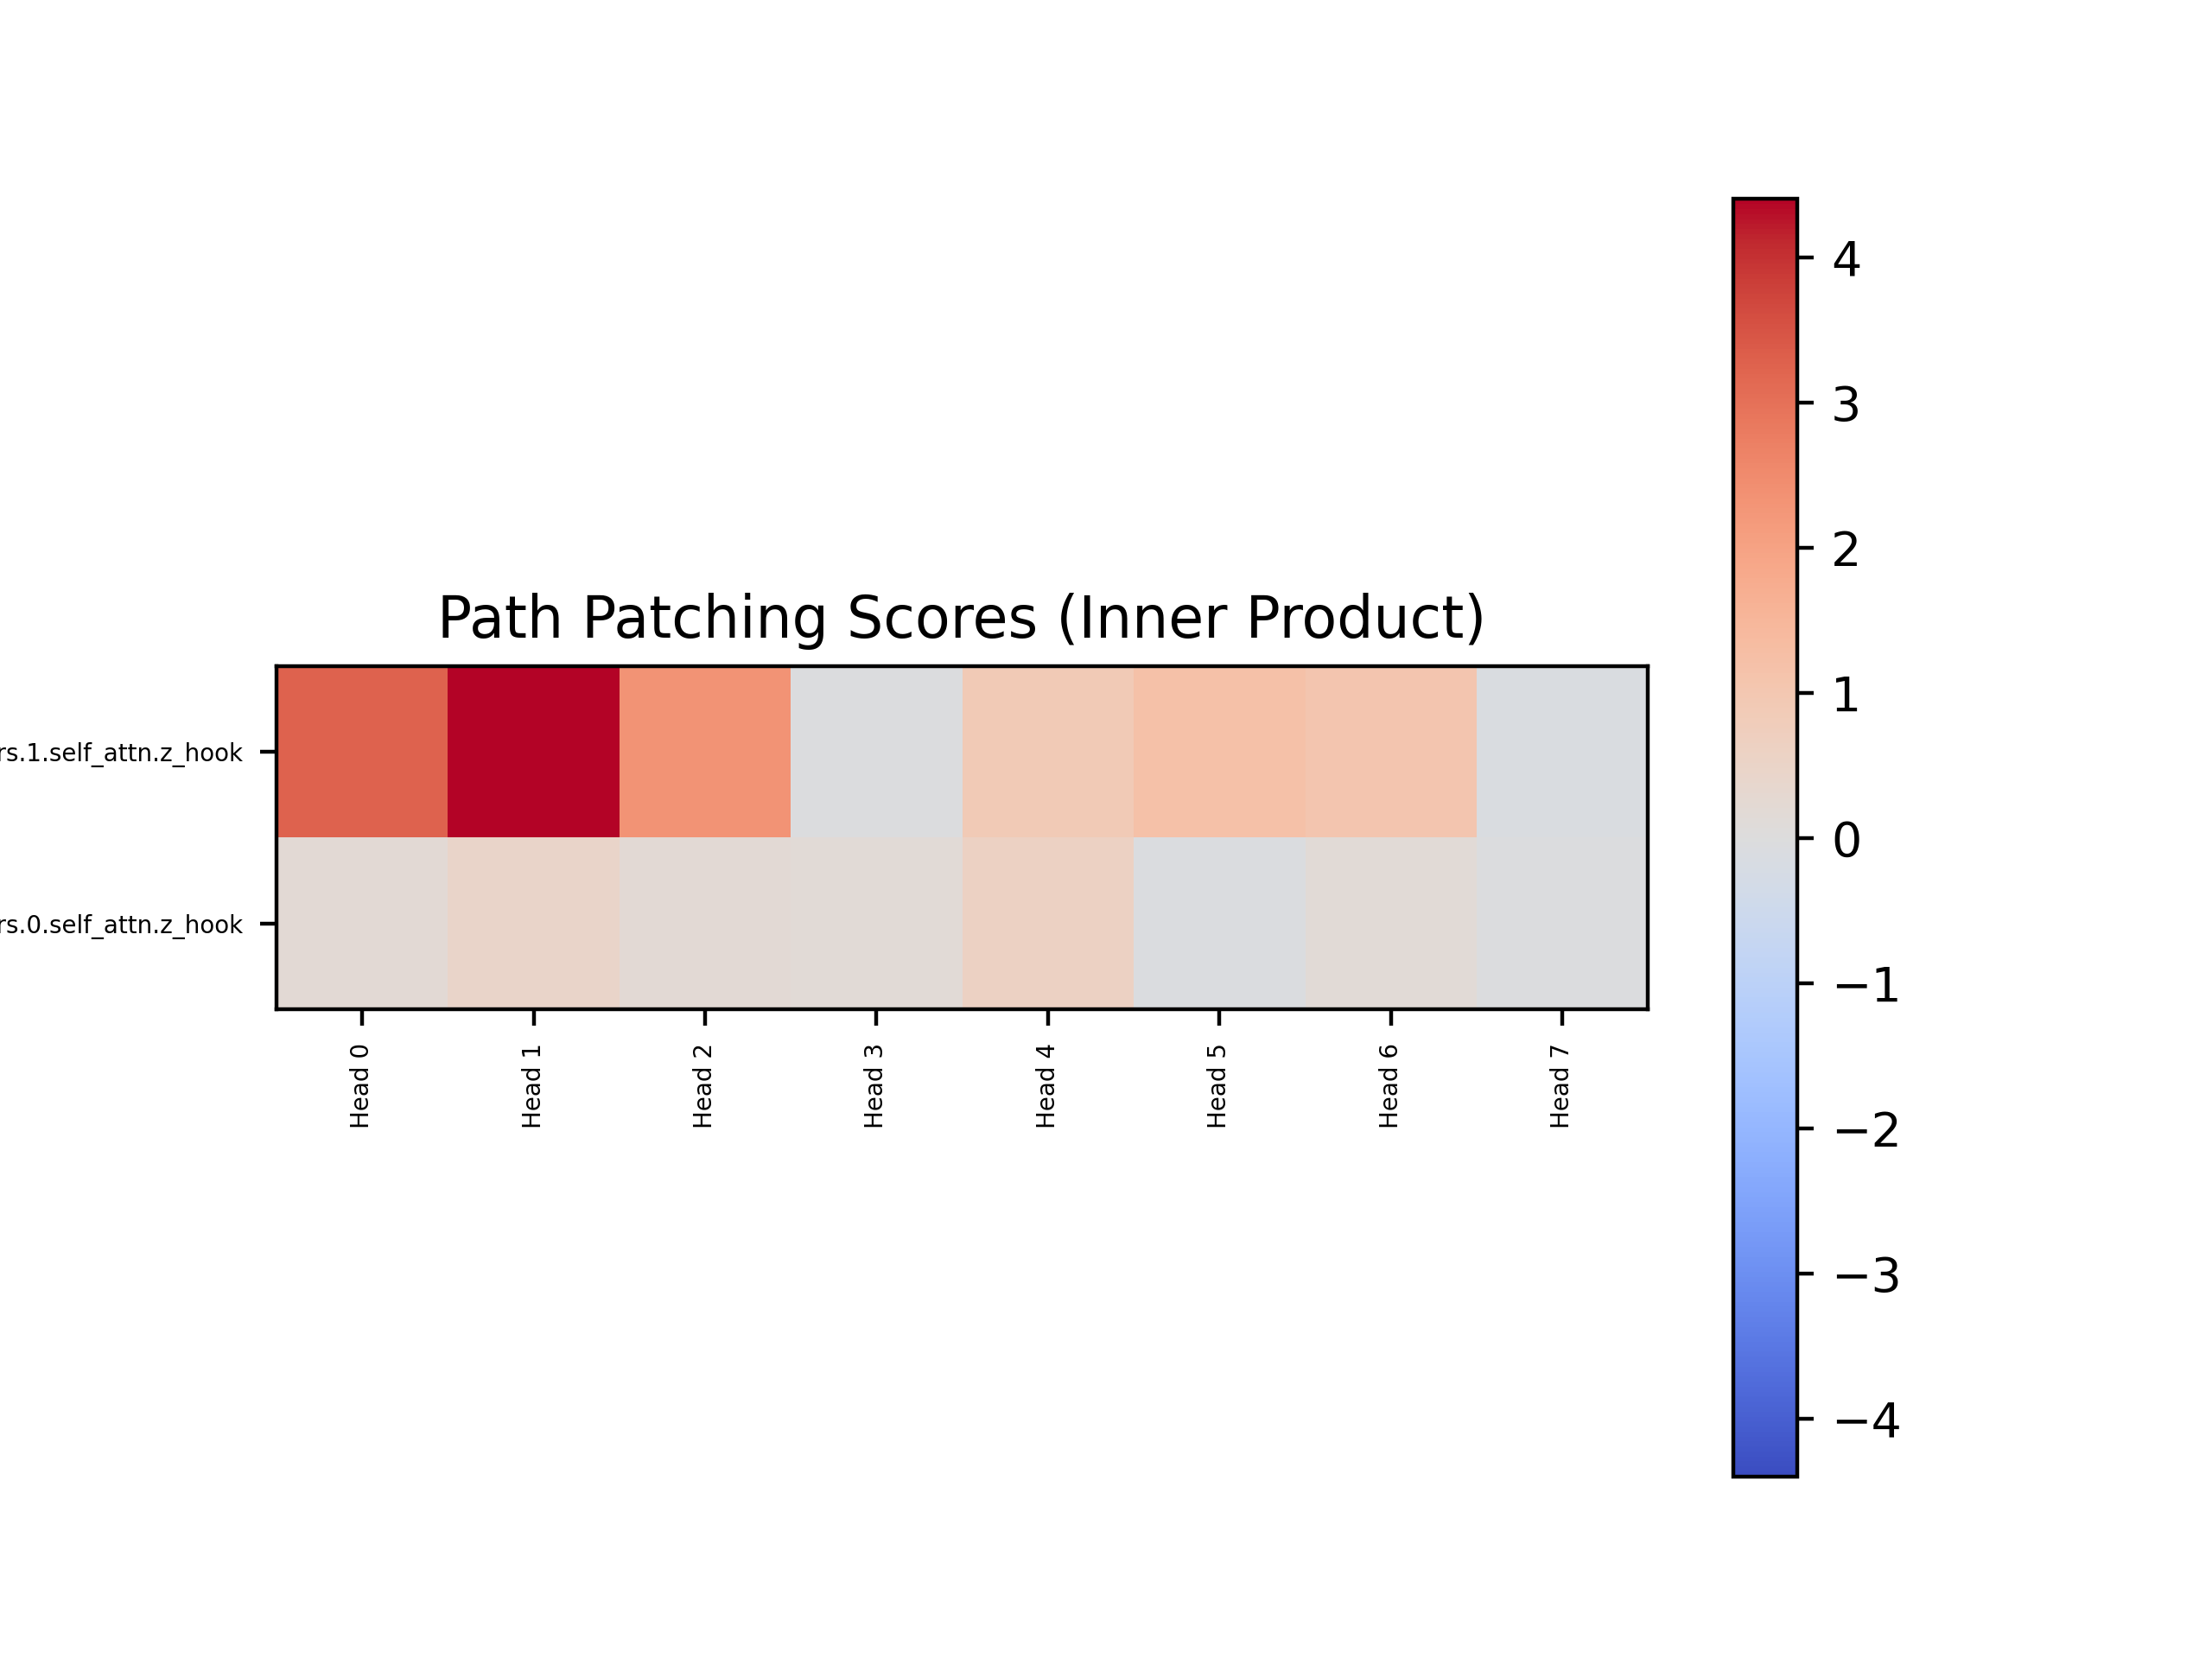 Path Patching Scores (Inner Product)
rs.1.self_attn.z_hook
rs.0.self_attn.z_hook
Head 0
Head 1
Head 2
Head 3
Head 4
Head 5
Head 6
Head 7
4
3
2
1
0
−1
−2
−3
−4